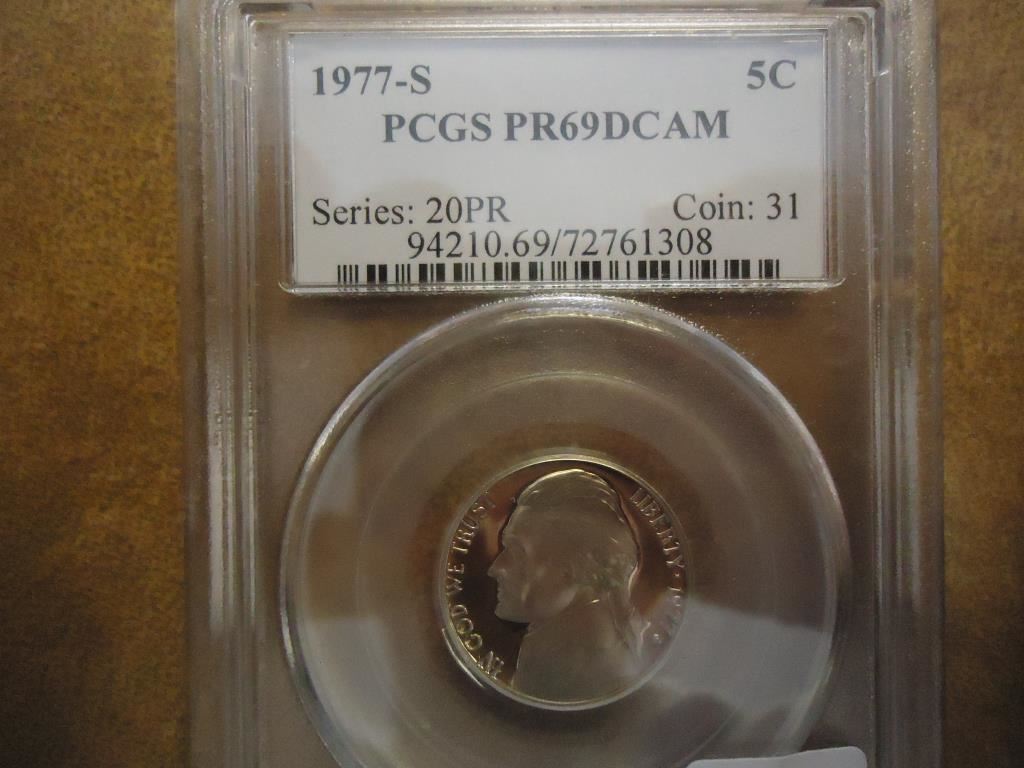 1977-S 5C
PCGS PR69DCAM
Series: 20PR Coin: 31
94210.69/72761308
IN GOD WE TRUST
LIBERTY